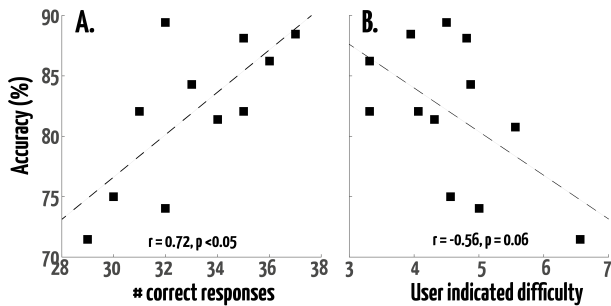 A.
B.
90
85
80
75
70
Accuracy (%)
r = 0.72, p <0.05
r = -0.56, p = 0.06
28 30 32 34 36 38
3 4 5 6 7
# correct responses
User indicated difficulty